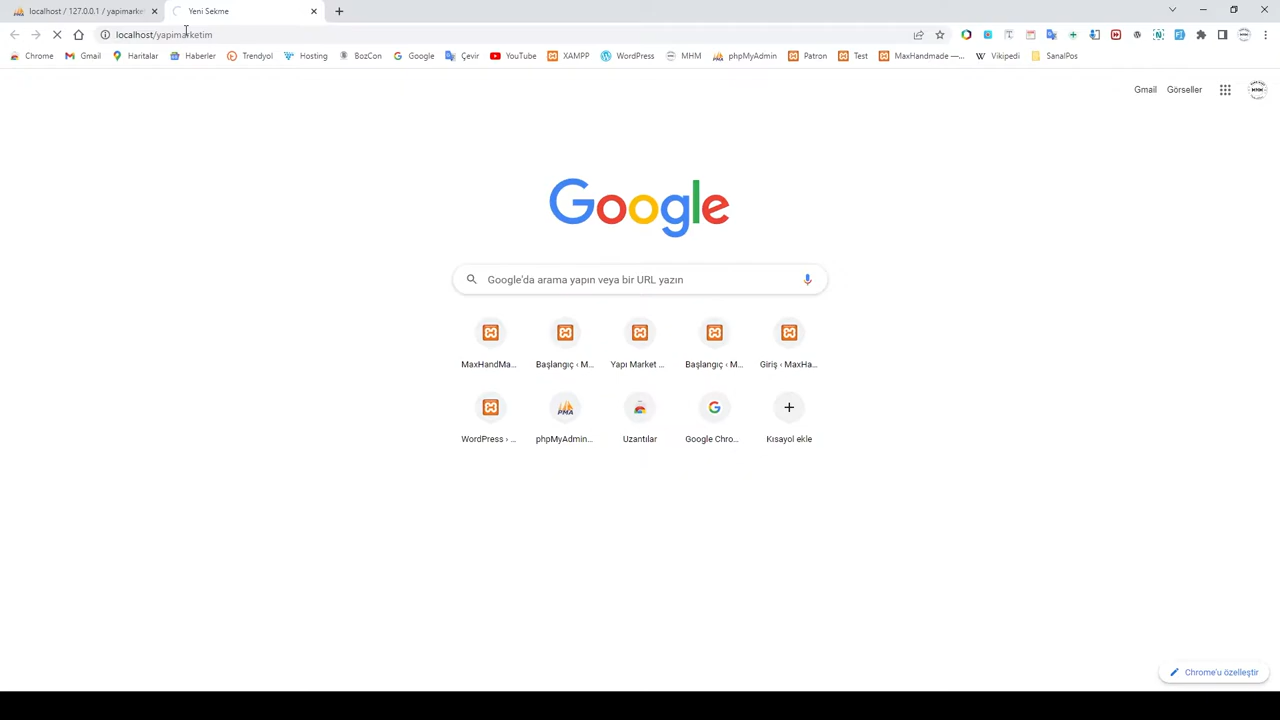 localhost / 127.0.0.1 / yapimarke
Yeni Sekme
localhost/yapimarketim
Chrome
Gmail
Haritalar
Haberler
Trendyol
Hosting
BozCon
Google
Çevir
YouTube
XAMPP
WordPress
MHM
phpMyAdmin
Patron
Test
MaxHandmade —...
Vikipedi
SanalPos
Gmail
Görseller
Google
Google'da arama yapın veya bir URL yazın
MaxHandMa...
Başlangıç ‹ M...
Yapı Market ...
Başlangıç ‹ M...
Giriş ‹ MaxHa...
PMA
WordPress › ...
phpMyAdmin...
Uzantılar
Google Chro...
Kısayol ekle
Chrome'u özelleştir